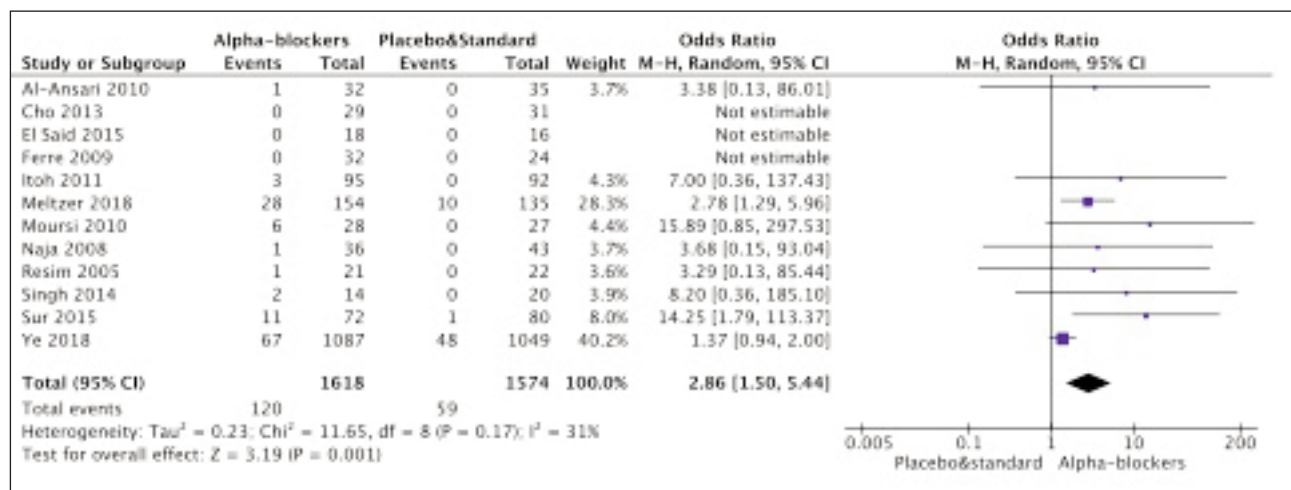 Alpha-blockers Placebo&Standard Odds Ratio Odds Ratio
Study or Subgroup Events Total Events Total Weight M-H, Random, 95% CI M-H, Random, 95% CI
Al-Ansari 2010 1 32 0 35 3.7% 3.38 [0.13, 86.01]
Cho 2013 0 29 0 31 Not estimable
El Said 2015 0 18 0 16 Not estimable
Ferre 2009 0 32 0 24 Not estimable
Itoh 2011 3 95 0 92 4.3% 7.00 [0.36, 137.43]
Meltzer 2018 28 154 10 135 28.3% 2.78 [1.29, 5.96]
Moursi 2010 6 28 0 27 4.4% 15.89 [0.85, 297.53]
Naja 2008 1 36 0 43 3.7% 3.68 [0.15, 93.04]
Resim 2005 1 21 0 22 3.6% 3.29 [0.13, 85.44]
Singh 2014 2 14 0 20 3.9% 8.20 [0.36, 185.10]
Sur 2015 11 72 1 80 8.0% 14.25 [1.79, 113.37]
Ye 2018 67 1087 48 1049 40.2% 1.37 [0.94, 2.00]
Total (95% CI) 1618 1574 100.0% 2.86 [1.50, 5.44]
Total events 120 59
Heterogeneity: Tau² = 0.23; Chi² = 11.65, df = 8 (P = 0.17); I² = 31%
Test for overall effect: Z = 3.19 (P = 0.001)
0.005 0.1 1 10 200
Placebo&standard Alpha-blockers